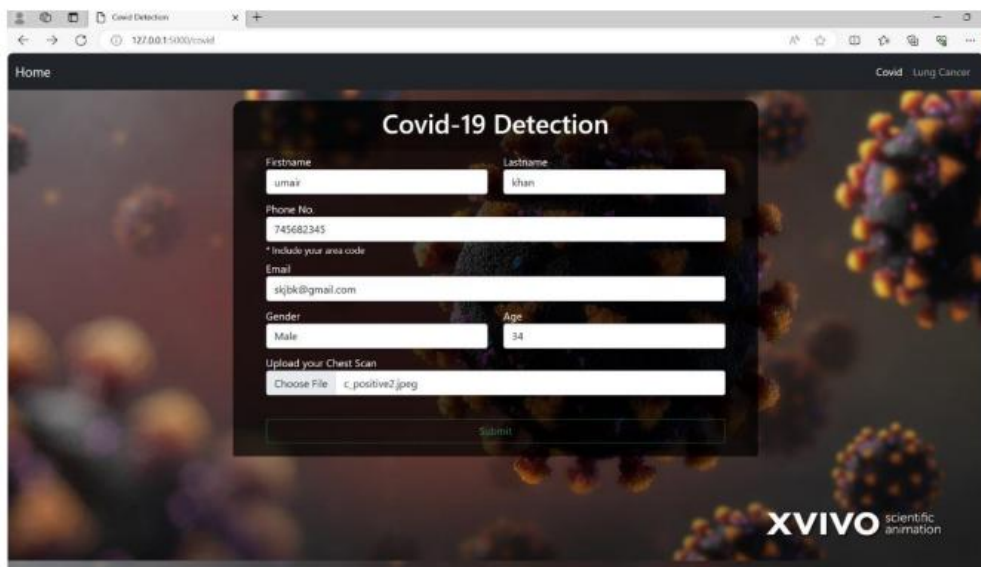 Covid Detection
127.0.0.1:5000/covid
Home Covid Lung Cancer
Covid-19 Detection
Firstname Lastname
umair khan
Phone No.
745682345
* Include your area code
Email
skjbk@gmail.com
Gender Age
Male 34
Upload your Chest Scan
Choose File c_positive2.jpeg
Submit
XVIVO scientific
animation